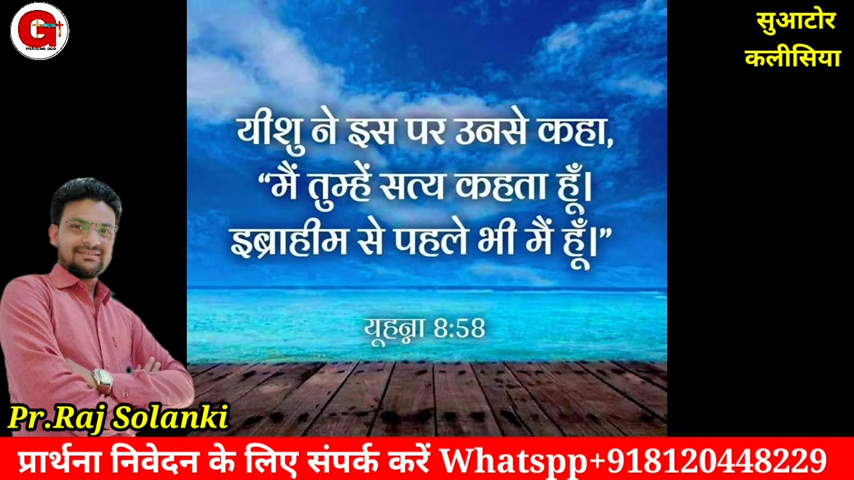 सुआटोर
कलीसिया
यीशु ने इस पर उनसे कहा,
“मैं तुम्हें सत्य कहता हूँ।
इब्राहीम से पहले भी मैं हूँ।”
यूहन्ना 8:58
Pr.Raj Solanki
प्रार्थना निवेदन के लिए संपर्क करें Whatspp+918120448229